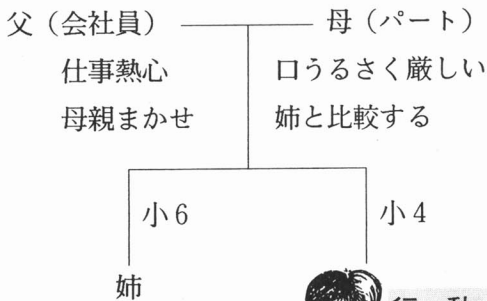 父（会社員）
母（パート）
仕事熱心
口うるさく厳しい
母親まかせ
姉と比較する
小6
小4
姉